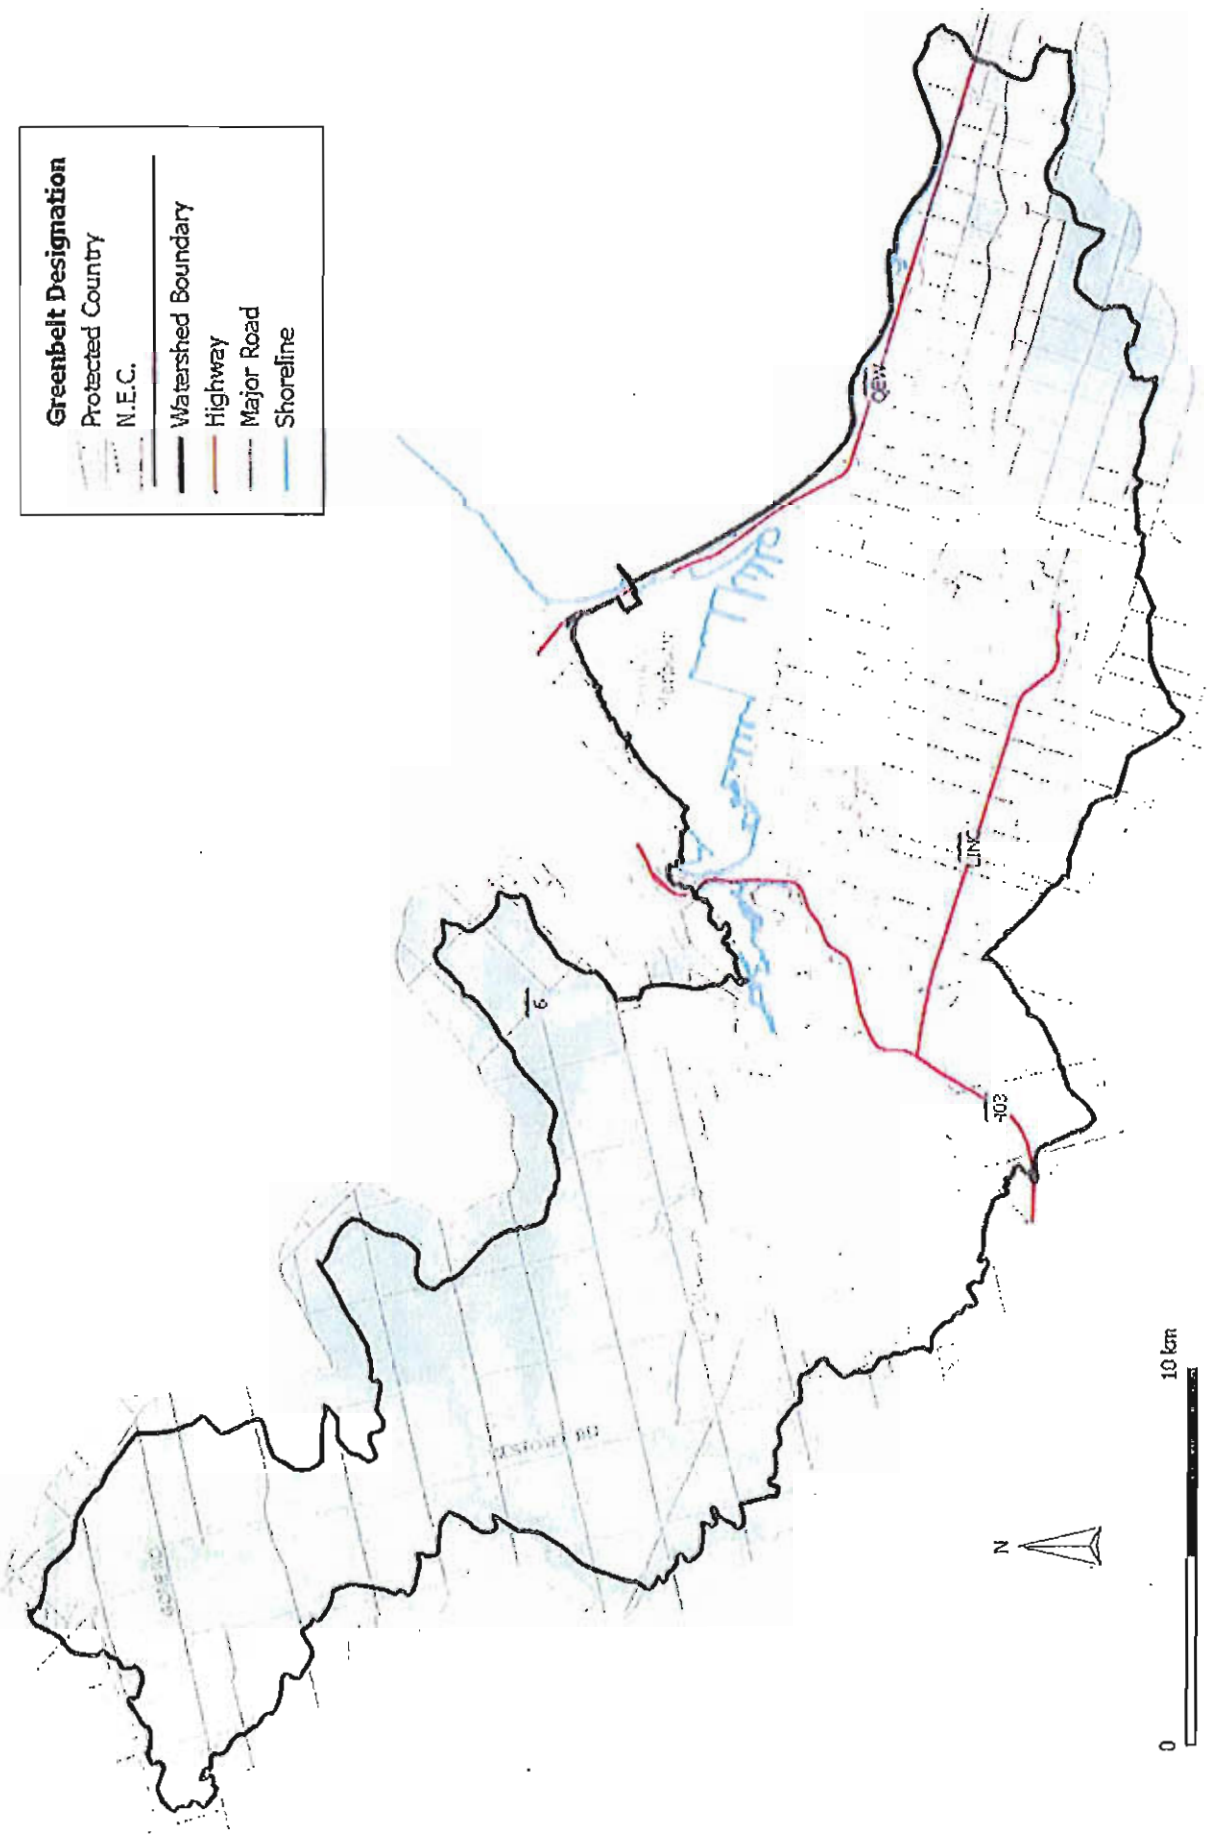 Greenbelt Designation
Protected Country
N.E.C.
Watershed Boundary
Highway
Major Road
Shoreline
QEW
LINC
6
403
N
0
10 km